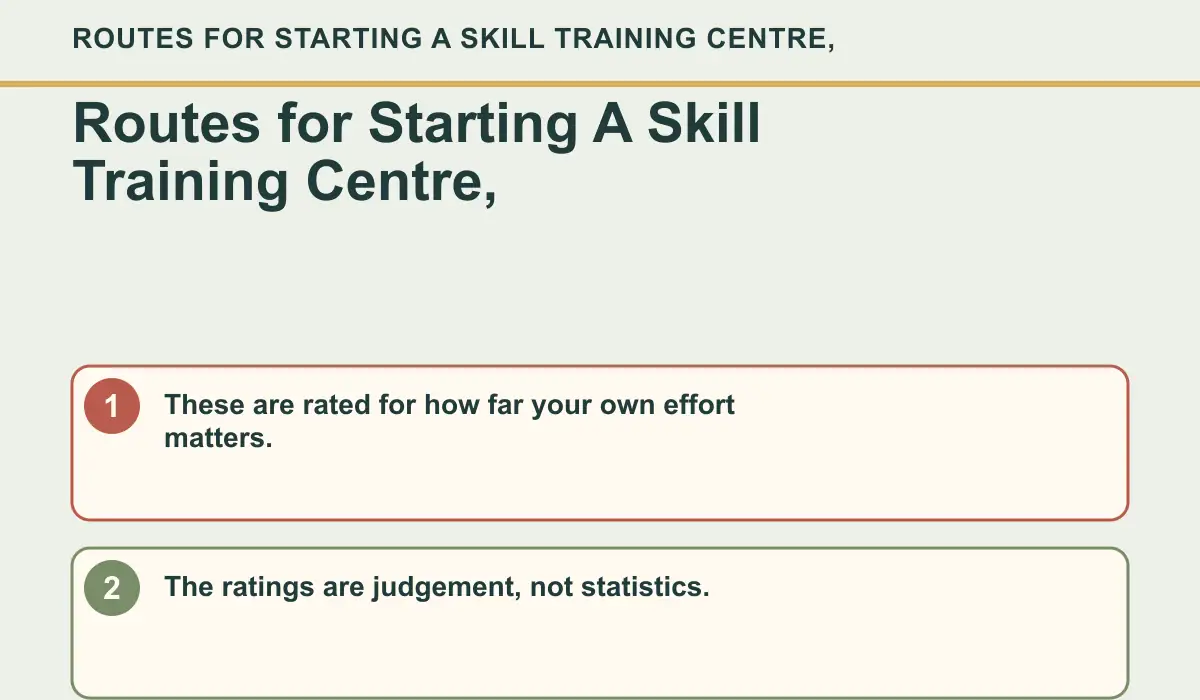 ROUTES FOR STARTING A SKILL TRAINING CENTRE,
Routes for Starting A Skill
Training Centre,
1
These are rated for how far your own effort
matters.
2
The ratings are judgement, not statistics.